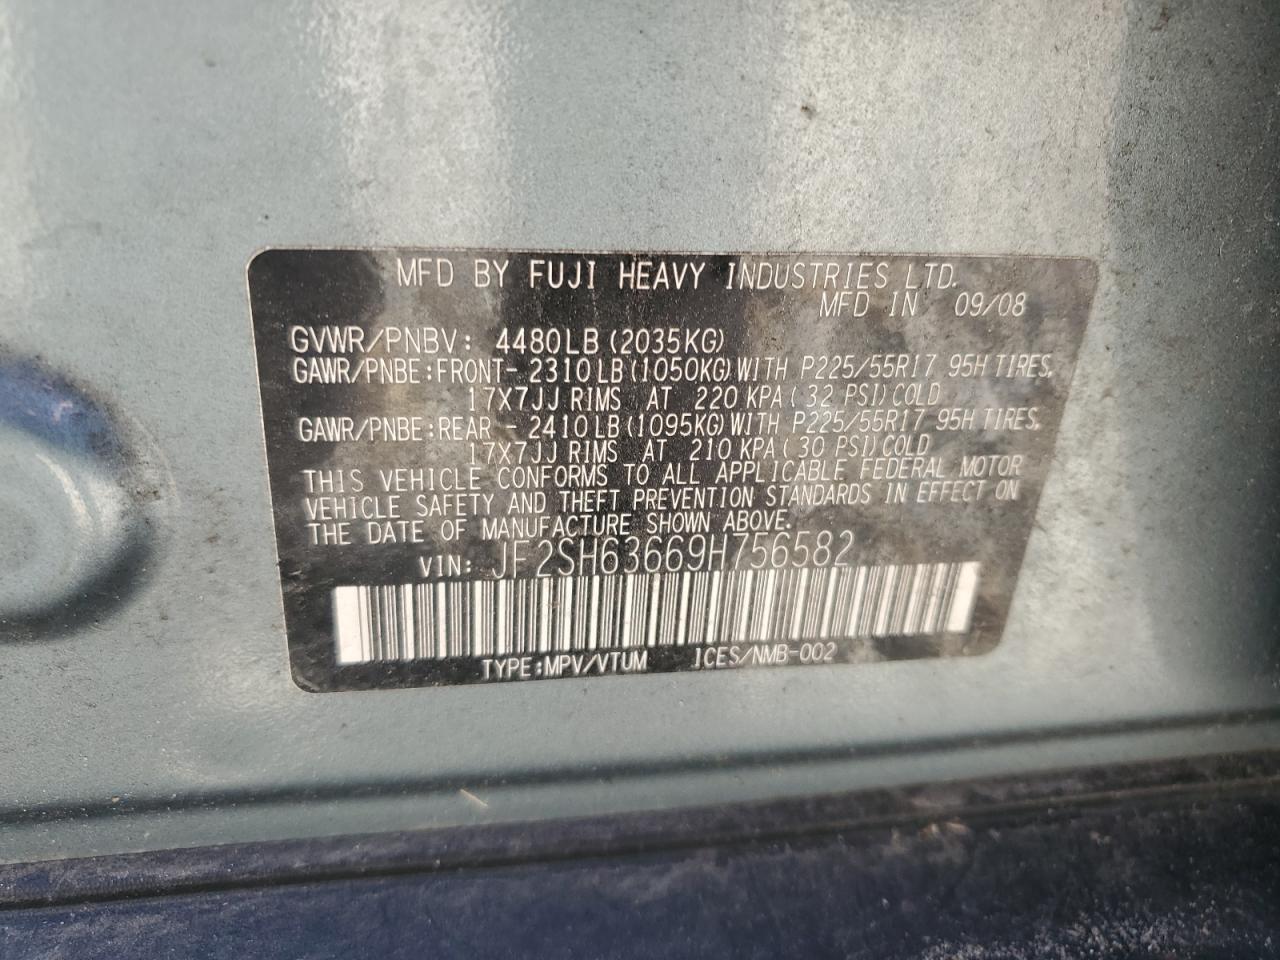 MFD BY FUJI HEAVY INDUSTRIES LTD.
MFD IN 09/08
GVWR/PNBV: 4480LB(2035KG)
GAWR/PNBE:FRONT- 2310LB(1050KG)WITH P225/55R17 95H TIRES,
17X7JJ RIMS AT 220 KPA(32 PSI)COLD
GAWR/PNBE:REAR - 2410LB(1095KG)WITH P225/55R17 95H TIRES,
17X7JJ RIMS AT 210 KPA(30 PSI)COLD
THIS VEHICLE CONFORMS TO ALL APPLICABLE FEDERAL MOTOR
VEHICLE SAFETY AND THEFT PREVENTION STANDARDS IN EFFECT ON
THE DATE OF MANUFACTURE SHOWN ABOVE.
VIN: JF2SH63669H756582
TYPE:MPV/VTUM ICES/NMB-002